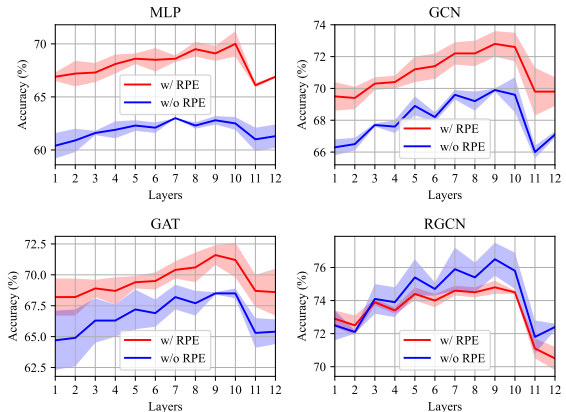 MLP
GCN
Accuracy (%)
70
65
60
w/ RPE
w/o RPE
1 2 3 4 5 6 7 8 9 10 11 12
Layers
Accuracy (%)
74
72
70
68
66
w/ RPE
w/o RPE
1 2 3 4 5 6 7 8 9 10 11 12
Layers
GAT
RGCN
Accuracy (%)
72.5
70.0
67.5
65.0
62.5
w/ RPE
w/o RPE
1 2 3 4 5 6 7 8 9 10 11 12
Layers
Accuracy (%)
76
74
72
70
w/ RPE
w/o RPE
1 2 3 4 5 6 7 8 9 10 11 12
Layers